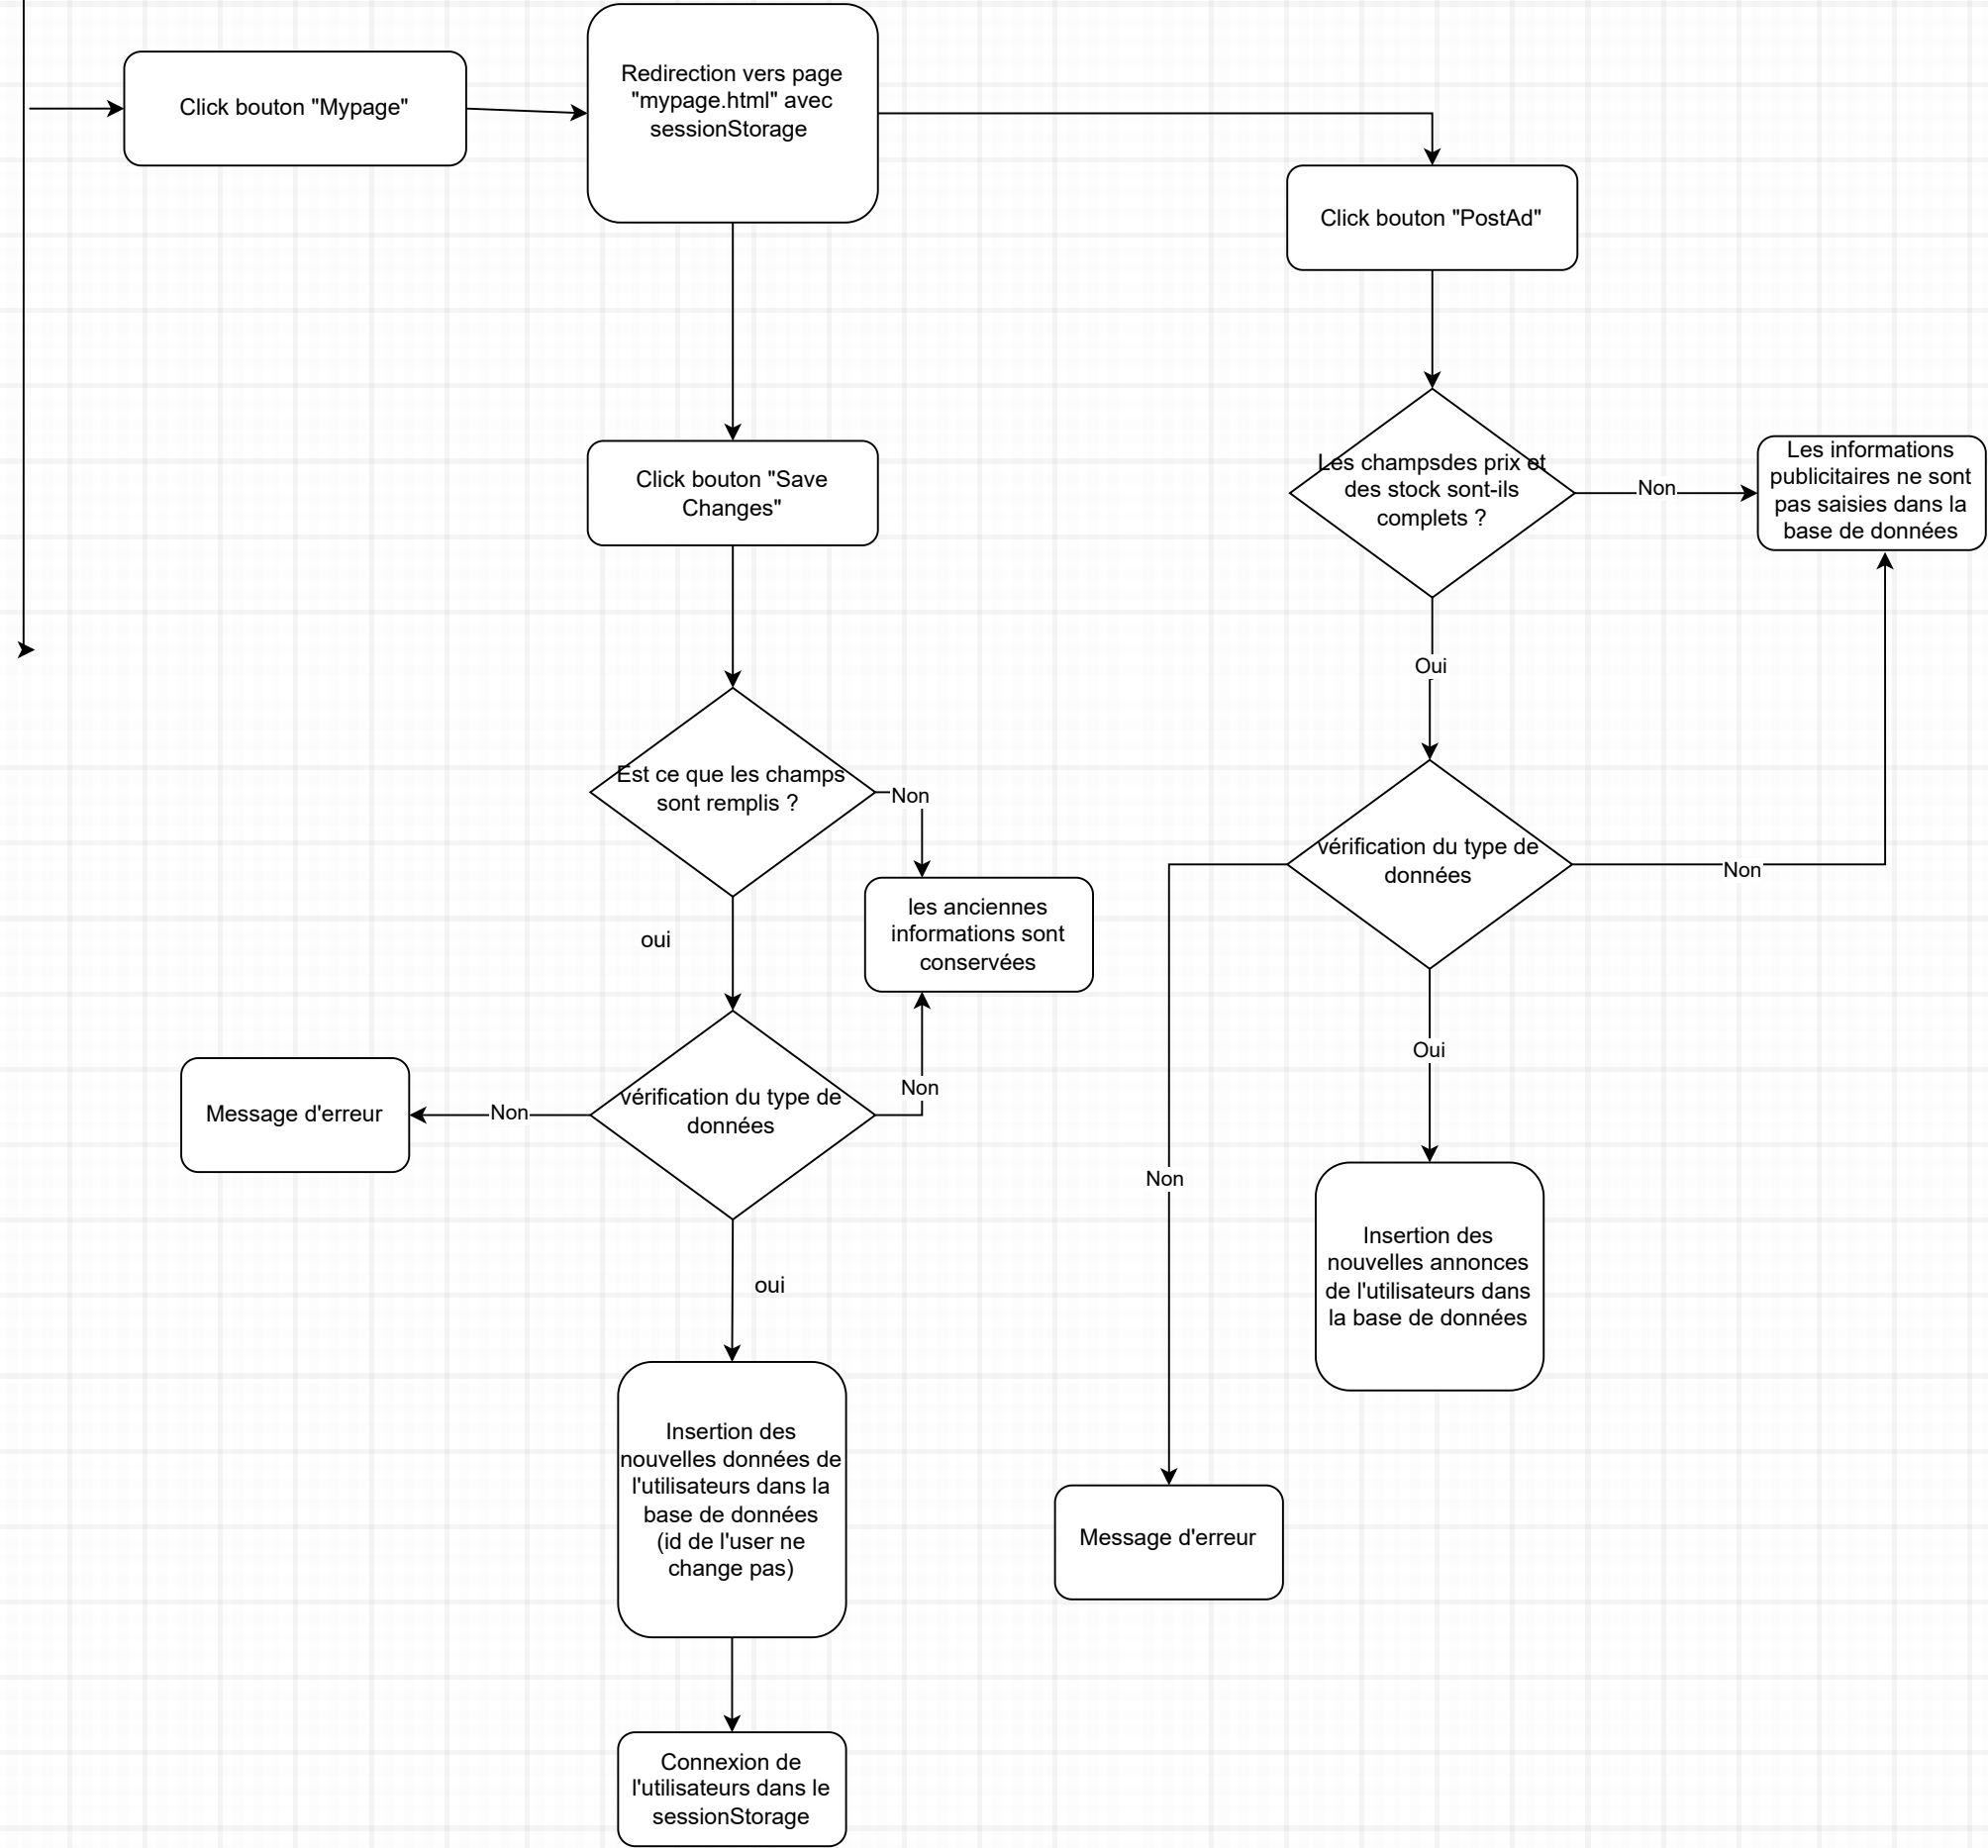 Click bouton "Mypage"
Redirection vers page
"mypage.html" avec
sessionStorage
Click bouton "PostAd"
Click bouton "Save
Changes"
Les champsdes prix et
des stock sont-ils
complets ?
Non
Les informations
publicitaires ne sont
pas saisies dans la
base de données
Oui
Est ce que les champs
sont remplis ?
Non
vérification du type de
données
Non
les anciennes
informations sont
conservées
oui
Oui
Message d'erreur
Non
vérification du type de
données
Non
Non
Insertion des
nouvelles annonces
de l'utilisateurs dans
la base de données
oui
Insertion des
nouvelles données de
l'utilisateurs dans la
base de données
(id de l'user ne
change pas)
Message d'erreur
Connexion de
l'utilisateurs dans le
sessionStorage